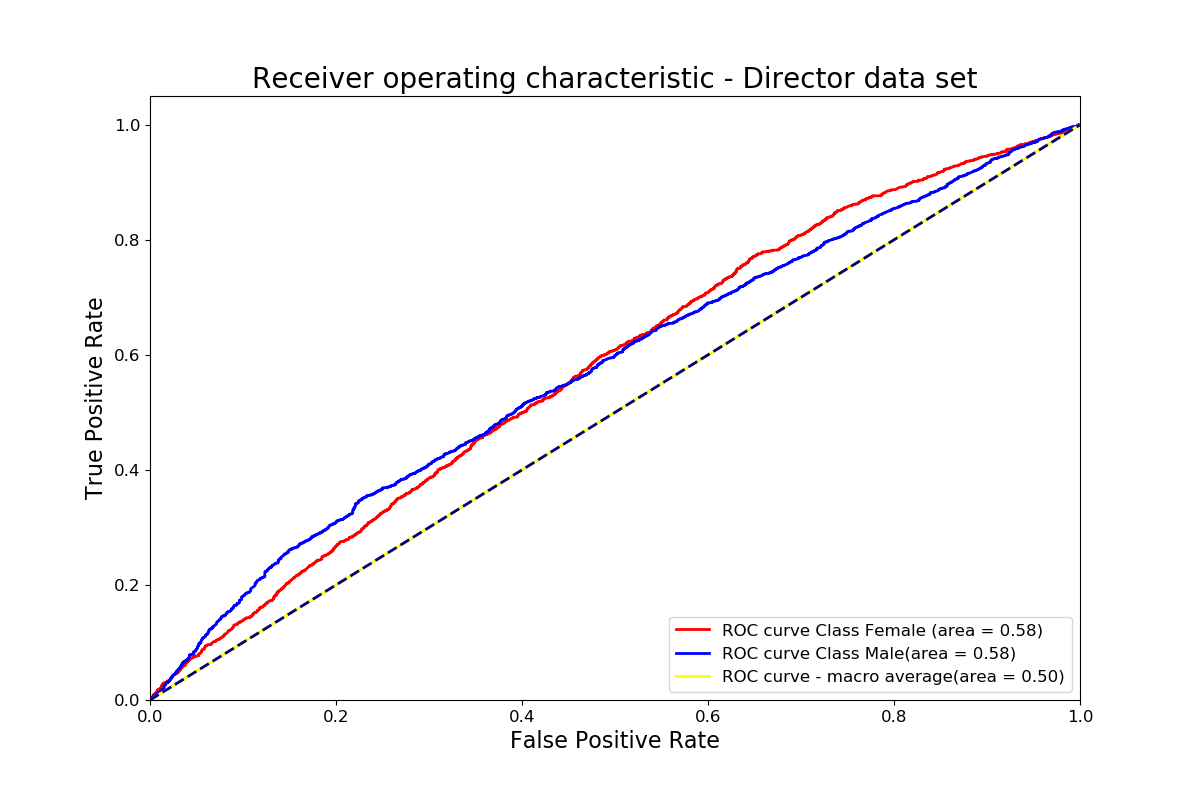 Receiver operating characteristic - Director data set
1.0
0.8
0.6
0.4
0.2
0.0
True Positive Rate
ROC curve Class Female (area = 0.58)
ROC curve Class Male(area = 0.58)
ROC curve - macro average(area = 0.50)
0.0 0.2 0.4 0.6 0.8 1.0
False Positive Rate